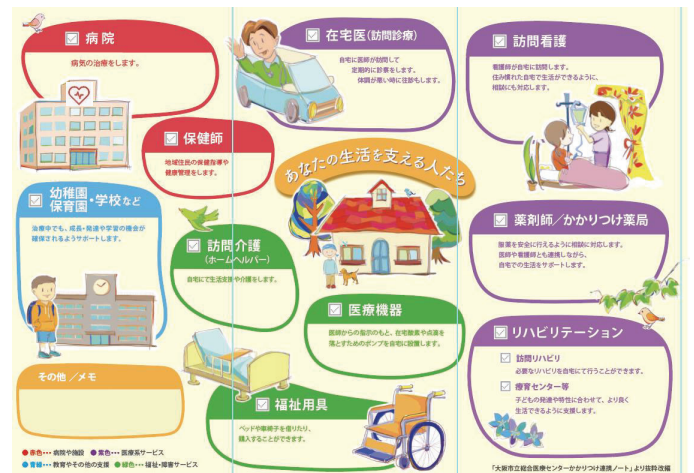 病院
病気の治療をします。
在宅医(訪問診療)
自宅に医師が訪問して
定期的に診察をします。
体調が悪い時に往診もします。
訪問看護
看護師が自宅に訪問します。
住み慣れた自宅で生活ができるように、
相談にも対応します。
保健師
地域住民の保健指導や
健康管理をします。
あなたの生活を支える人たち
幼稚園
保育園・学校など
治療中でも、成長・発達や学習の機会が
確保されるようサポートします。
訪問介護
(ホームヘルパー)
自宅にて生活支援や介護をします。
薬剤師/かかりつけ薬局
服薬を安全に行えるように相談に対応します。
医師や看護師とも連携しながら、
自宅での生活をサポートします。
医療機器
医師からの指示のもと、在宅酸素や点滴を
落とすためのポンプを自宅に設置します。
リハビリテーション
訪問リハビリ
必要なリハビリを自宅にて行うことができます。
療育センター等
子どもの発達や特性に合わせて、より良く
生活できるように支援します。
その他/メモ
福祉用具
ベッドや車椅子を借りたり、
購入することができます。
●赤色・・・病院や施設 ●紫色・・・医療系サービス
●青緑・・・教育やその他の支援 ●緑色・・・福祉・障害サービス
「大阪市立総合医療センターかかりつけ連携ノート」より抜粋改編